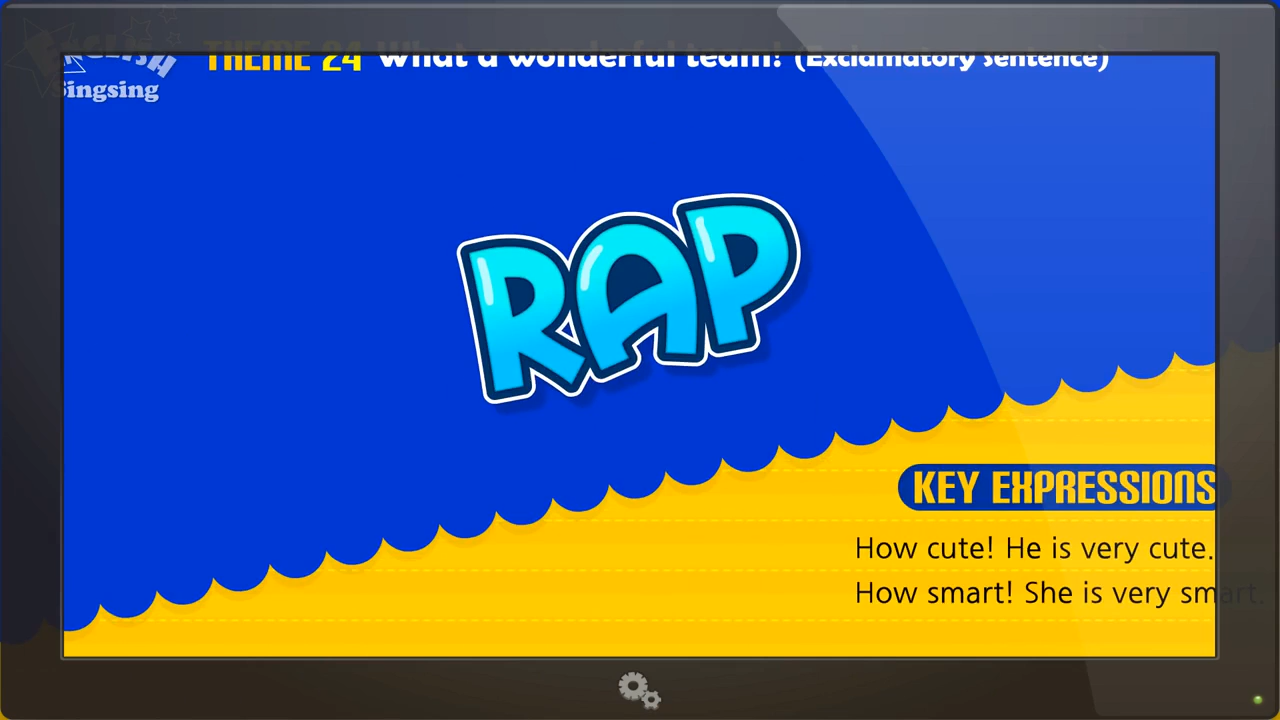 ENGLISH
Singsing
THEME 24 What a wonderful team! (Exclamatory sentence)
RAP
KEY EXPRESSIONS
How cute! He is very cute.
How smart! She is very smart.